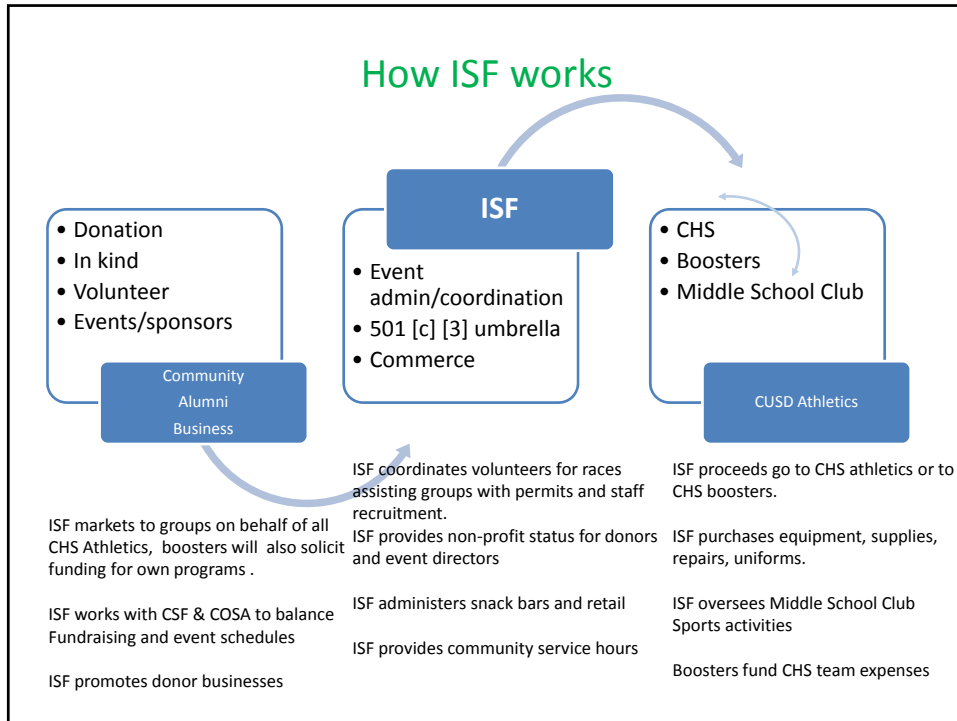 How ISF works
• Donation
• In kind
• Volunteer
• Events/sponsors
Community
Alumni
Business
ISF
• Event
admin/coordination
• 501 [c] [3] umbrella
• Commerce
• CHS
• Boosters
• Middle School Club
CUSD Athletics
ISF markets to groups on behalf of all
CHS Athletics, boosters will also solicit
funding for own programs .
ISF works with CSF & COSA to balance
Fundraising and event schedules
ISF promotes donor businesses
ISF coordinates volunteers for races
assisting groups with permits and staff
recruitment.
ISF provides non-profit status for donors
and event directors
ISF administers snack bars and retail
ISF provides community service hours
ISF proceeds go to CHS athletics or to
CHS boosters.
ISF purchases equipment, supplies,
repairs, uniforms.
ISF oversees Middle School Club
Sports activities
Boosters fund CHS team expenses